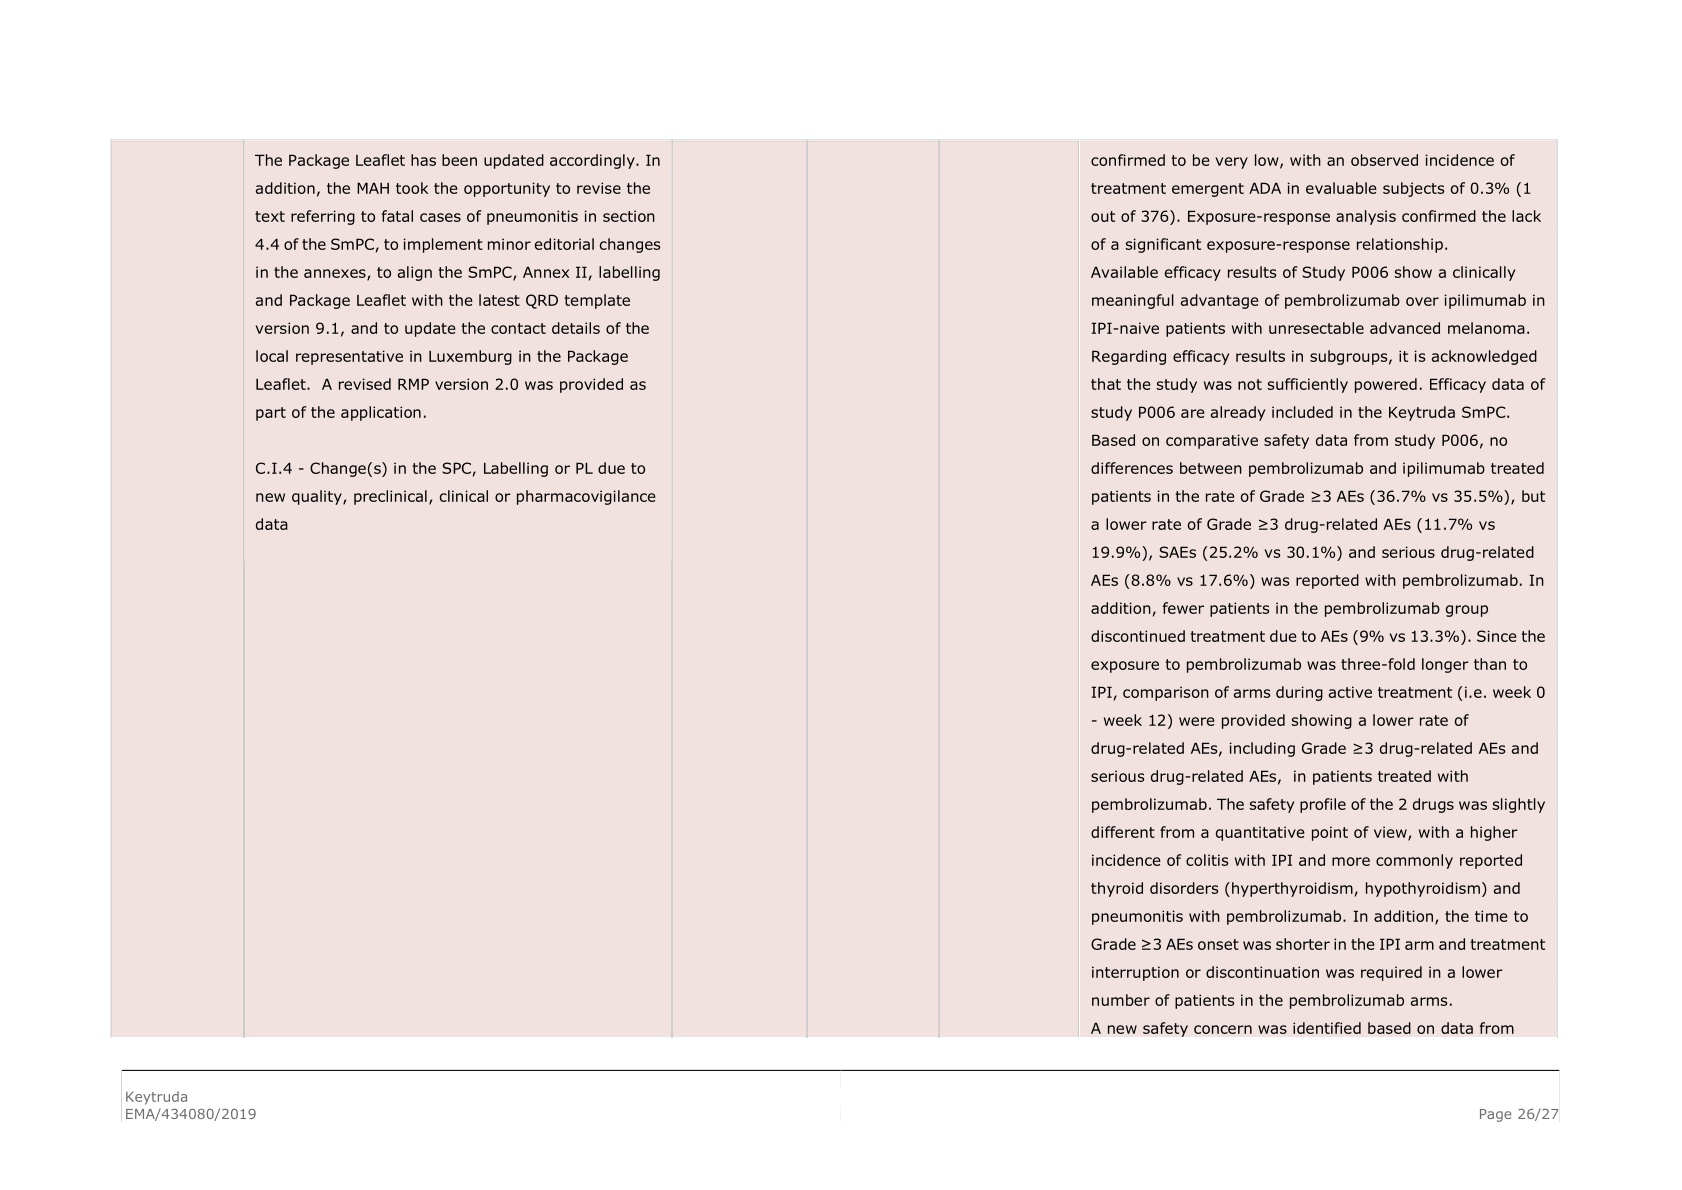 The Package Leaflet has been updated accordingly. In
addition, the MAH took the opportunity to revise the
text referring to fatal cases of pneumonitis in section
4.4 of the SmPC, to implement minor editorial changes
in the annexes, to align the SmPC, Annex II, labelling
and Package Leaflet with the latest QRD template
version 9.1, and to update the contact details of the
local representative in Luxemburg in the Package
Leaflet.  A revised RMP version 2.0 was provided as
part of the application.

C.I.4 - Change(s) in the SPC, Labelling or PL due to
new quality, preclinical, clinical or pharmacovigilance
data

confirmed to be very low, with an observed incidence of
treatment emergent ADA in evaluable subjects of 0.3% (1
out of 376). Exposure-response analysis confirmed the lack
of a significant exposure-response relationship.
Available efficacy results of Study P006 show a clinically
meaningful advantage of pembrolizumab over ipilimumab in
IPI-naive patients with unresectable advanced melanoma.
Regarding efficacy results in subgroups, it is acknowledged
that the study was not sufficiently powered. Efficacy data of
study P006 are already included in the Keytruda SmPC.
Based on comparative safety data from study P006, no
differences between pembrolizumab and ipilimumab treated
patients in the rate of Grade ≥3 AEs (36.7% vs 35.5%), but
a lower rate of Grade ≥3 drug-related AEs (11.7% vs
19.9%), SAEs (25.2% vs 30.1%) and serious drug-related
AEs (8.8% vs 17.6%) was reported with pembrolizumab. In
addition, fewer patients in the pembrolizumab group
discontinued treatment due to AEs (9% vs 13.3%). Since the
exposure to pembrolizumab was three-fold longer than to
IPI, comparison of arms during active treatment (i.e. week 0
- week 12) were provided showing a lower rate of
drug-related AEs, including Grade ≥3 drug-related AEs and
serious drug-related AEs,  in patients treated with
pembrolizumab. The safety profile of the 2 drugs was slightly
different from a quantitative point of view, with a higher
incidence of colitis with IPI and more commonly reported
thyroid disorders (hyperthyroidism, hypothyroidism) and
pneumonitis with pembrolizumab. In addition, the time to
Grade ≥3 AEs onset was shorter in the IPI arm and treatment
interruption or discontinuation was required in a lower
number of patients in the pembrolizumab arms.
A new safety concern was identified based on data from

Keytruda
EMA/434080/2019
Page 26/27